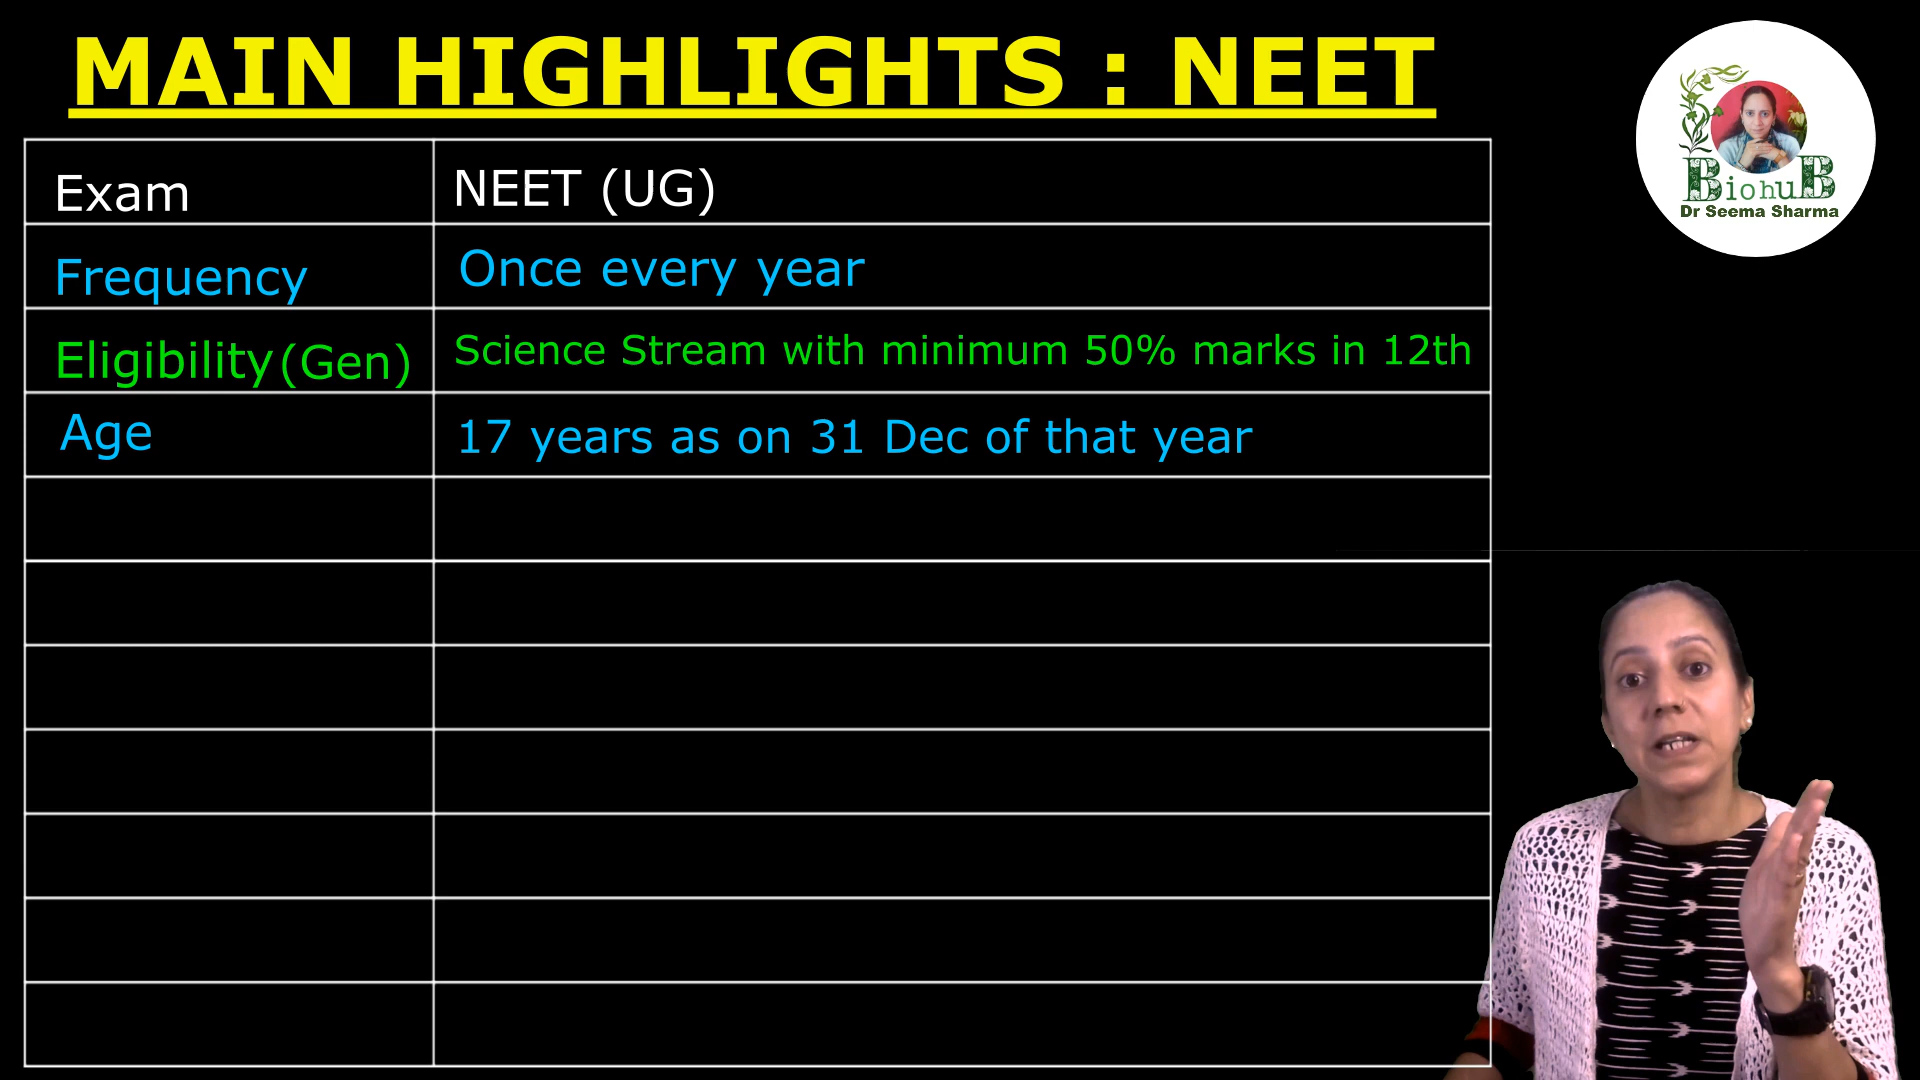 MAIN HIGHLIGHTS : NEET
Exam NEET (UG)
Frequency Once every year
Eligibility (Gen) Science Stream with minimum 50% marks in 12th
Age 17 years as on 31 Dec of that year
BiohuB
Dr Seema Sharma